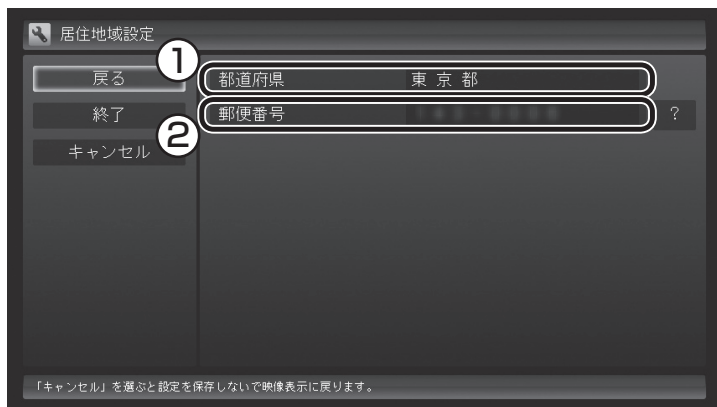 居住地域設定
①
戻る
都道府県 東京都
終了
郵便番号 ?
②
キャンセル
「キャンセル」を選ぶと設定を保存しないで映像表示に戻ります。